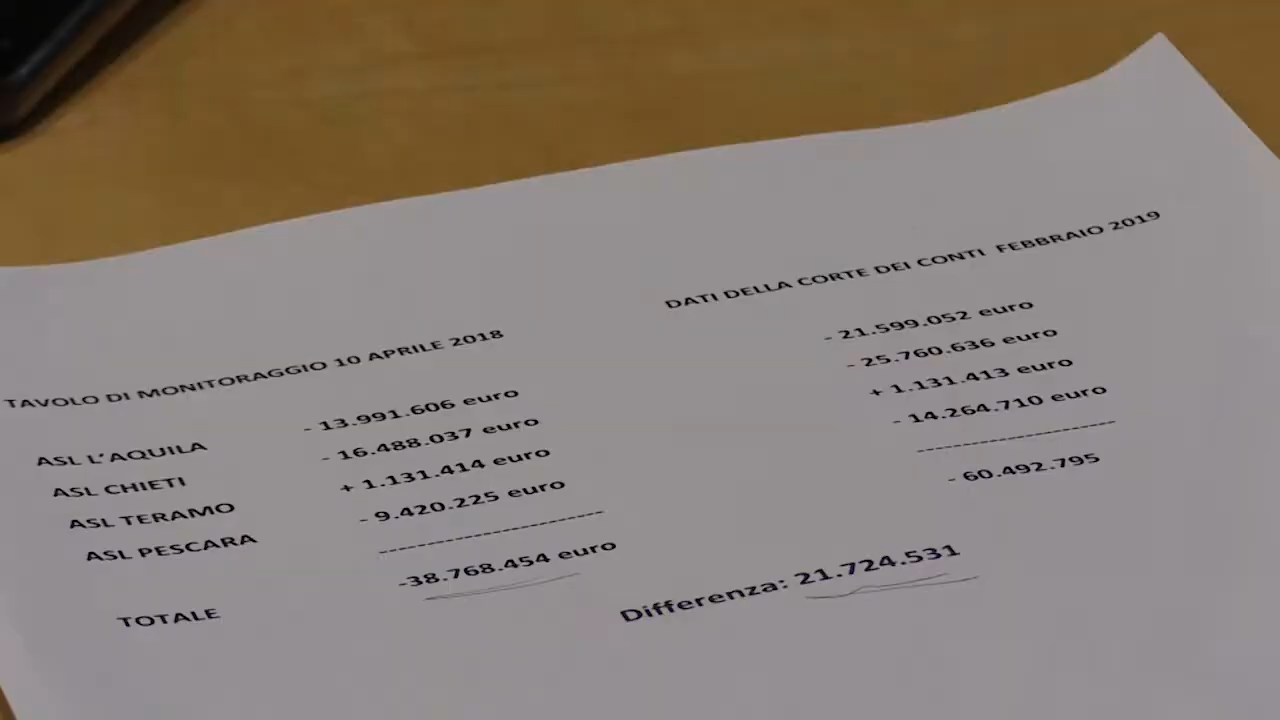 TAVOLO DI MONITORAGGIO 10 APRILE 2018 DATI DELLA CORTE DEI CONTI FEBBRAIO 2019
ASL L'AQUILA - 13.991.606 euro - 21.599.052 euro
ASL CHIETI - 16.488.037 euro - 25.760.636 euro
ASL TERAMO + 1.131.414 euro + 1.131.413 euro
ASL PESCARA - 9.420.225 euro - 14.264.710 euro
TOTALE -38.768.454 euro - 60.492.795
Differenza: 21.724.531